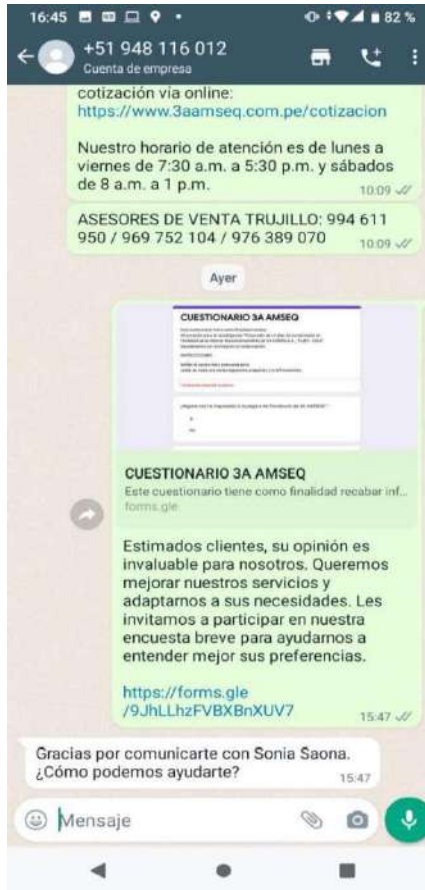 16:45
82 %
+51 948 116 012
Cuenta de empresa
cotización vía online:
https://www.3aamseq.com.pe/cotizacion
Nuestro horario de atención es de lunes a
viernes de 7:30 a.m. a 5:30 p.m. y sábados
de 8 a.m. a 1 p.m.
10:09
ASESORES DE VENTA TRUJILLO: 994 611
950 / 969 752 104 / 976 389 070
10:09
Ayer
CUESTIONARIO 3A AMSEQ
CUESTIONARIO 3A AMSEQ
Este cuestionario tiene como finalidad recabar inf...
forms.gle
Estimados clientes, su opinión es
invaluable para nosotros. Queremos
mejorar nuestros servicios y
adaptarnos a sus necesidades. Les
invitamos a participar en nuestra
encuesta breve para ayudarnos a
entender mejor sus preferencias.
https://forms.gle
/9JhLLhzFVBXBnXUV7
15:47
Gracias por comunicarte con Sonia Saona.
¿Cómo podemos ayudarte?
15:47
Mensaje